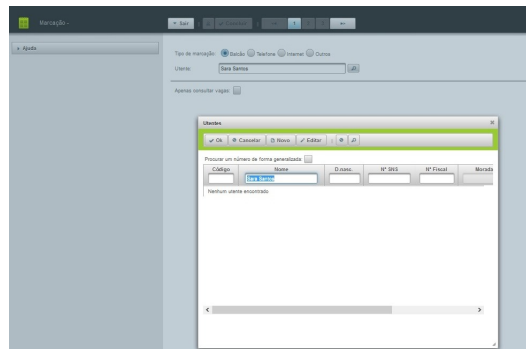 Marcação -
Sair
Cancelar
1
Ajuda
Tipo de marcação: Balcão Telefone Internet Outros
Utente: Sara Santos
Apenas consultar vagas:
Utentes
Ok Cancelar Novo Editar
Procurar um número de forma generalizada:
Código Nome D.nasc. Nº SNS Nº Fiscal Morada
Sara Santos
Nenhum utente encontrado